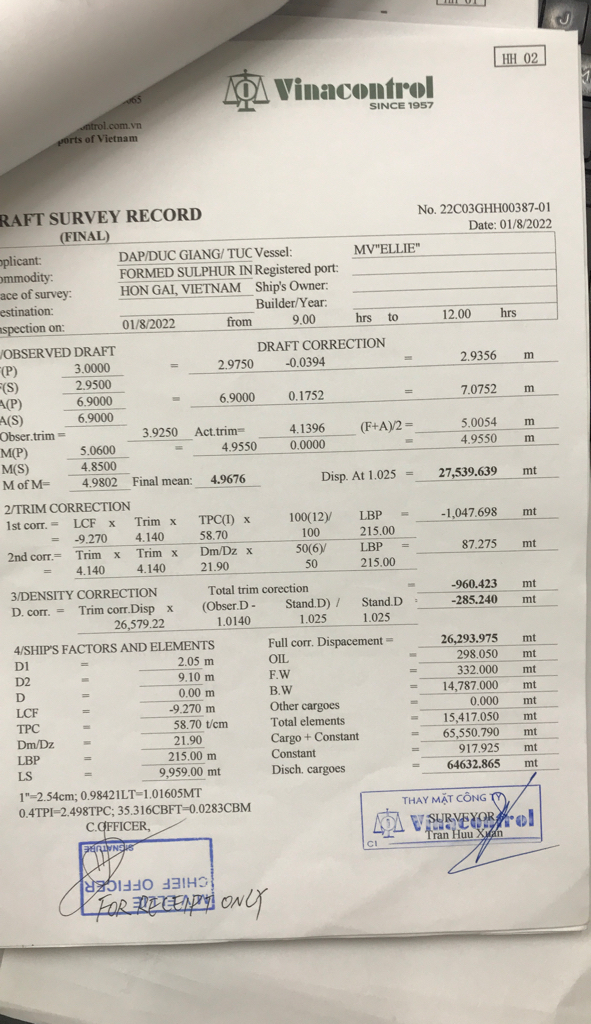 HH 02
Vinacontrol
SINCE 1957
065
ntrol.com.vn
ports of Vietnam
RAFT SURVEY RECORD
(FINAL)
No. 22C03GHH00387-01
Date: 01/8/2022
pplicant: DAP/DUC GIANG/ TUC Vessel: MV"ELLIE"
ommodity: FORMED SULPHUR IN Registered port:
ace of survey: HON GAI, VIETNAM Ship's Owner:
estination: Builder/Year:
spection on: 01/8/2022 from 9.00 hrs to 12.00 hrs
/OBSERVED DRAFT DRAFT CORRECTION
(P) 3.0000 = 2.9750 -0.0394 = 2.9356 m
(S) 2.9500
A(P) 6.9000 = 6.9000 0.1752 = 7.0752 m
A(S) 6.9000
Obser.trim = 3.9250 Act.trim= 4.1396 (F+A)/2 = 5.0054 m
M(P) 5.0600 = 4.9550 0.0000 = 4.9550 m
M(S) 4.8500
M of M= 4.9802 Final mean: 4.9676 Disp. At 1.025 = 27,539.639 mt
2/TRIM CORRECTION
1st corr. = LCF x Trim x TPC(I) x 100(12)/ LBP = -1,047.698 mt
= -9.270 4.140 58.70 100 215.00
2nd corr.= Trim x Trim x Dm/Dz x 50(6)/ LBP = 87.275 mt
= 4.140 4.140 21.90 50 215.00
Total trim corection = -960.423 mt
3/DENSITY CORRECTION
D. corr. = Trim corr.Disp x (Obser.D - Stand.D) / Stand.D : -285.240 mt
26,579.22 1.0140 1.025 1.025
4/SHIP'S FACTORS AND ELEMENTS Full corr. Dispacement = 26,293.975 mt
D1 = 2.05 m OIL = 298.050 mt
D2 = 9.10 m F.W = 332.000 mt
D = 0.00 m B.W = 14,787.000 mt
LCF = -9.270 m Other cargoes = 0.000 mt
TPC = 58.70 t/cm Total elements = 15,417.050 mt
Dm/Dz = 21.90 Cargo + Constant = 65,550.790 mt
LBP = 215.00 m Constant = 917.925 mt
LS = 9,959.00 mt Disch. cargoes = 64632.865 mt
1"=2.54cm; 0.98421LT=1.01605MT
0.4TPI=2.498TPC; 35.316CBFT=0.0283CBM
C.OFFICER,
SIGNATURE
CHIEF OFFICER
FOR RECEIPT ONLY
THAY MẶT CÔNG TY
Vinacontrol
SURVEYOR
Tran Huu Xuan
C1